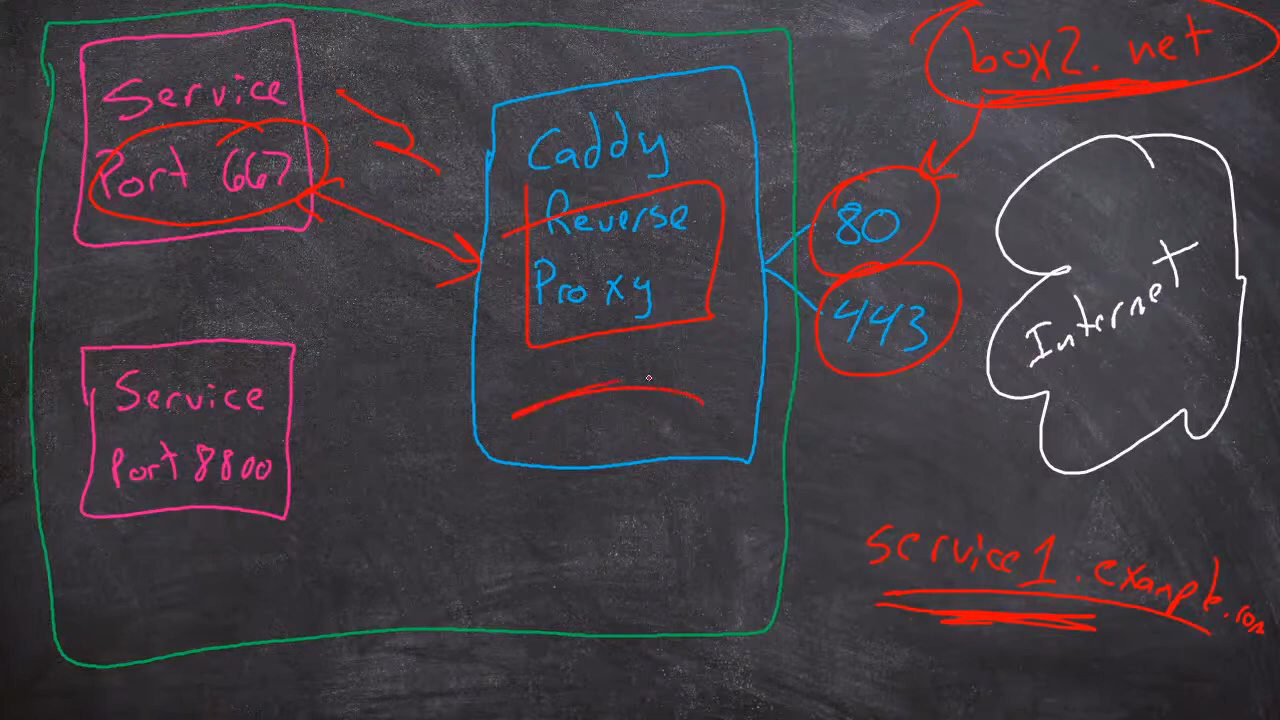 Service
Port 667
Caddy
Reverse
Proxy
80
443
box2.net
Internet
Service
Port 8800
service1.example.com